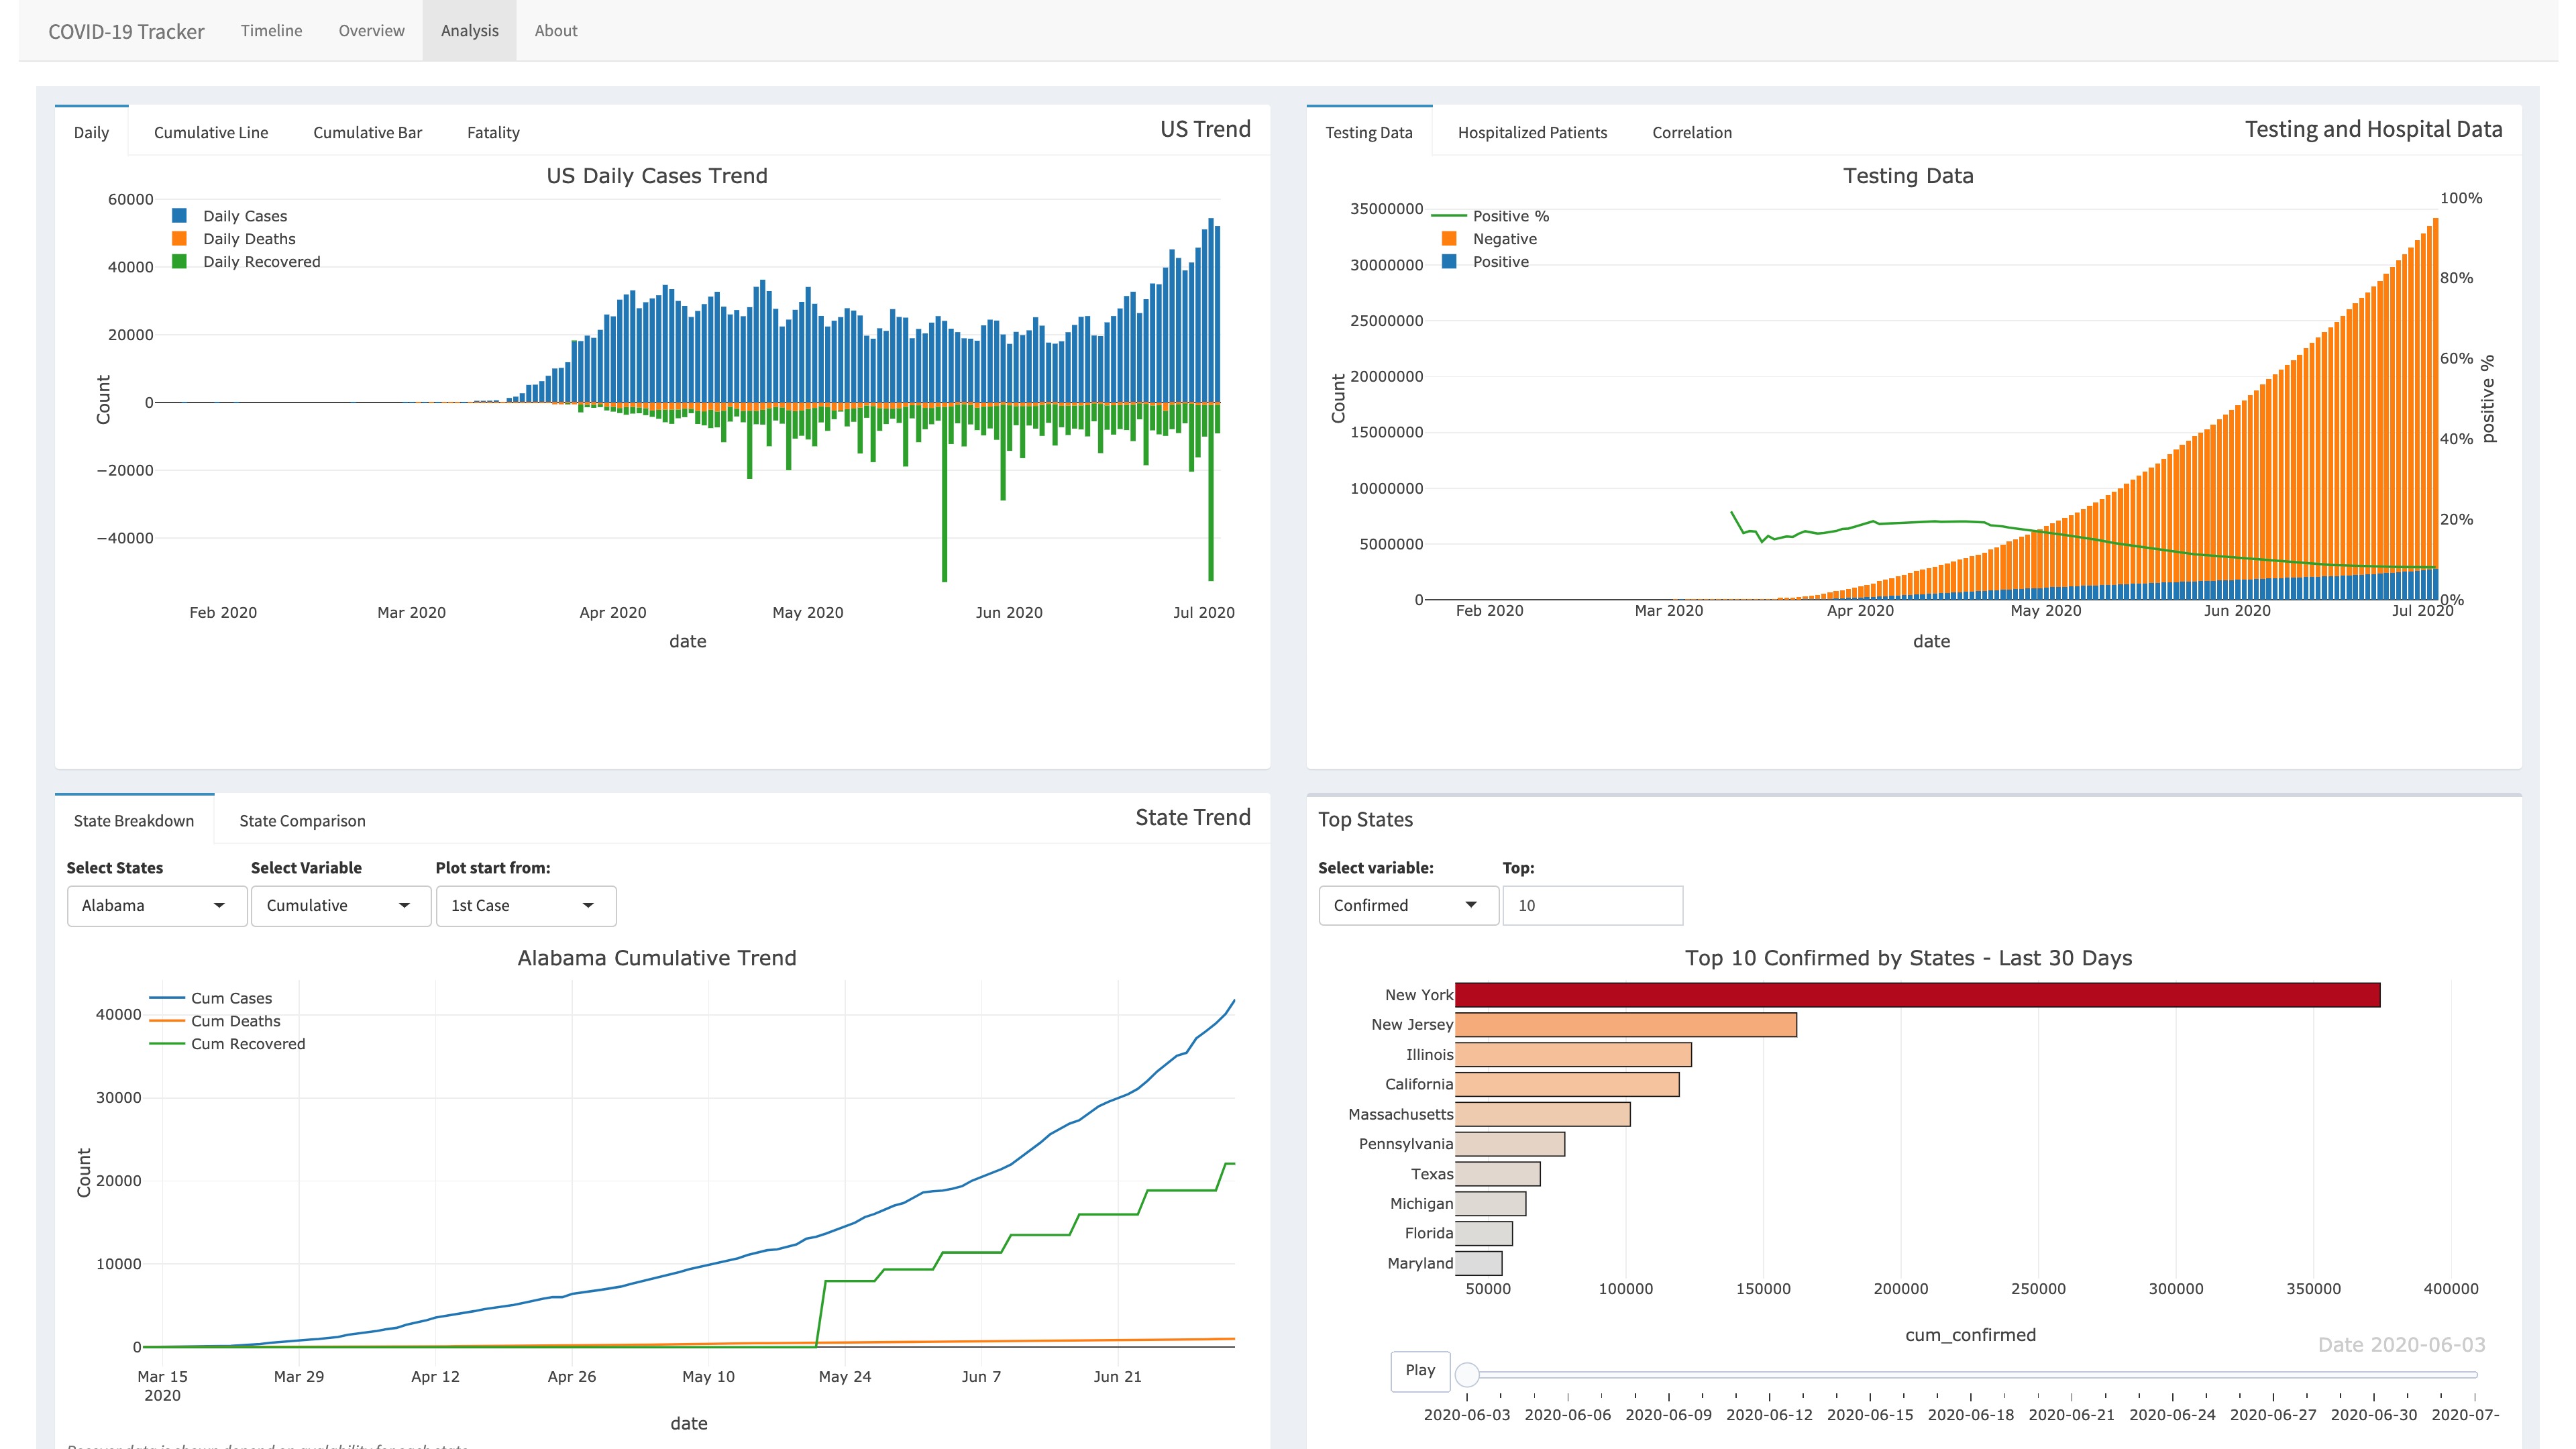 COVID-19 Tracker Timeline Overview Analysis About
Daily Cumulative Line Cumulative Bar Fatality US Trend
US Daily Cases Trend
Daily Cases
Daily Deaths
Daily Recovered
60000
40000
20000
0
−20000
−40000
Count
Feb 2020 Mar 2020 Apr 2020 May 2020 Jun 2020 Jul 2020
date
Testing Data Hospitalized Patients Correlation Testing and Hospital Data
Testing Data
Positive %
Negative
Positive
35000000
30000000
25000000
20000000
15000000
10000000
5000000
0
Count
100%
80%
60%
40%
20%
0%
positive %
Feb 2020 Mar 2020 Apr 2020 May 2020 Jun 2020 Jul 2020
date
State Breakdown State Comparison State Trend
Select States Select Variable Plot start from:
Alabama Cumulative 1st Case
Alabama Cumulative Trend
Cum Cases
Cum Deaths
Cum Recovered
40000
30000
20000
10000
0
Count
Mar 15 Mar 29 Apr 12 Apr 26 May 10 May 24 Jun 7 Jun 21
2020
date
Top States
Select variable: Top:
Confirmed 10
Top 10 Confirmed by States - Last 30 Days
New York
New Jersey
Illinois
California
Massachusetts
Pennsylvania
Texas
Michigan
Florida
Maryland
50000 100000 150000 200000 250000 300000 350000 400000
cum_confirmed
Date 2020-06-03
Play
2020-06-03 2020-06-06 2020-06-09 2020-06-12 2020-06-15 2020-06-18 2020-06-21 2020-06-24 2020-06-27 2020-06-30 2020-07-